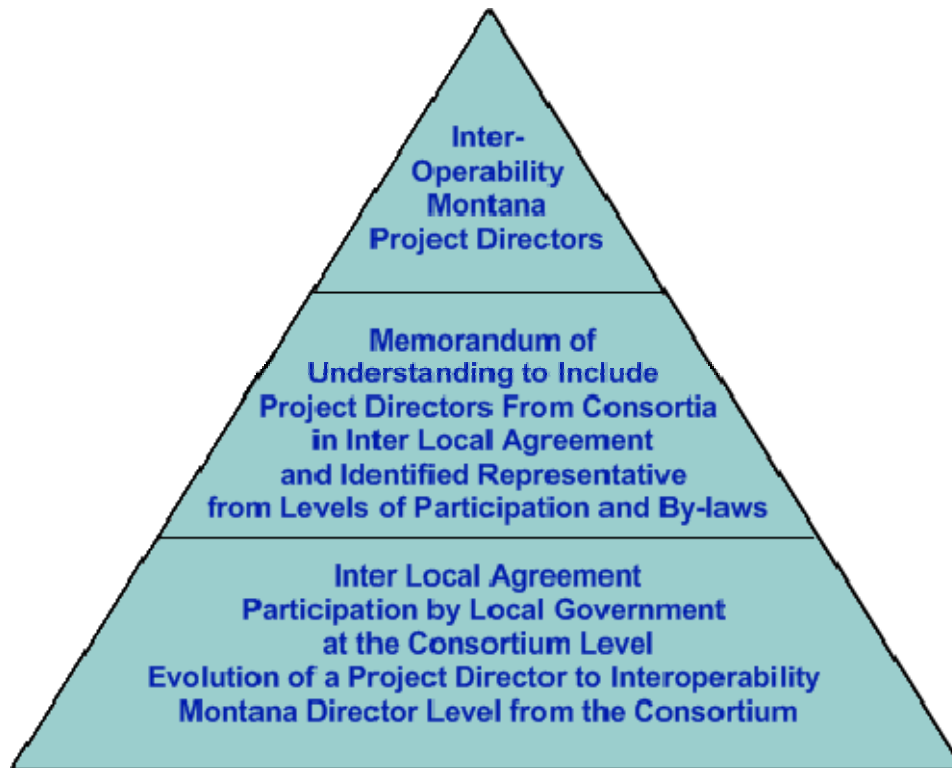 Inter-
Operability
Montana
Project Directors
Memorandum of
Understanding to Include
Project Directors From Consortia
in Inter Local Agreement
and Identified Representative
from Levels of Participation and By-laws
Inter Local Agreement
Participation by Local Government
at the Consortium Level
Evolution of a Project Director to Interoperability
Montana Director Level from the Consortium